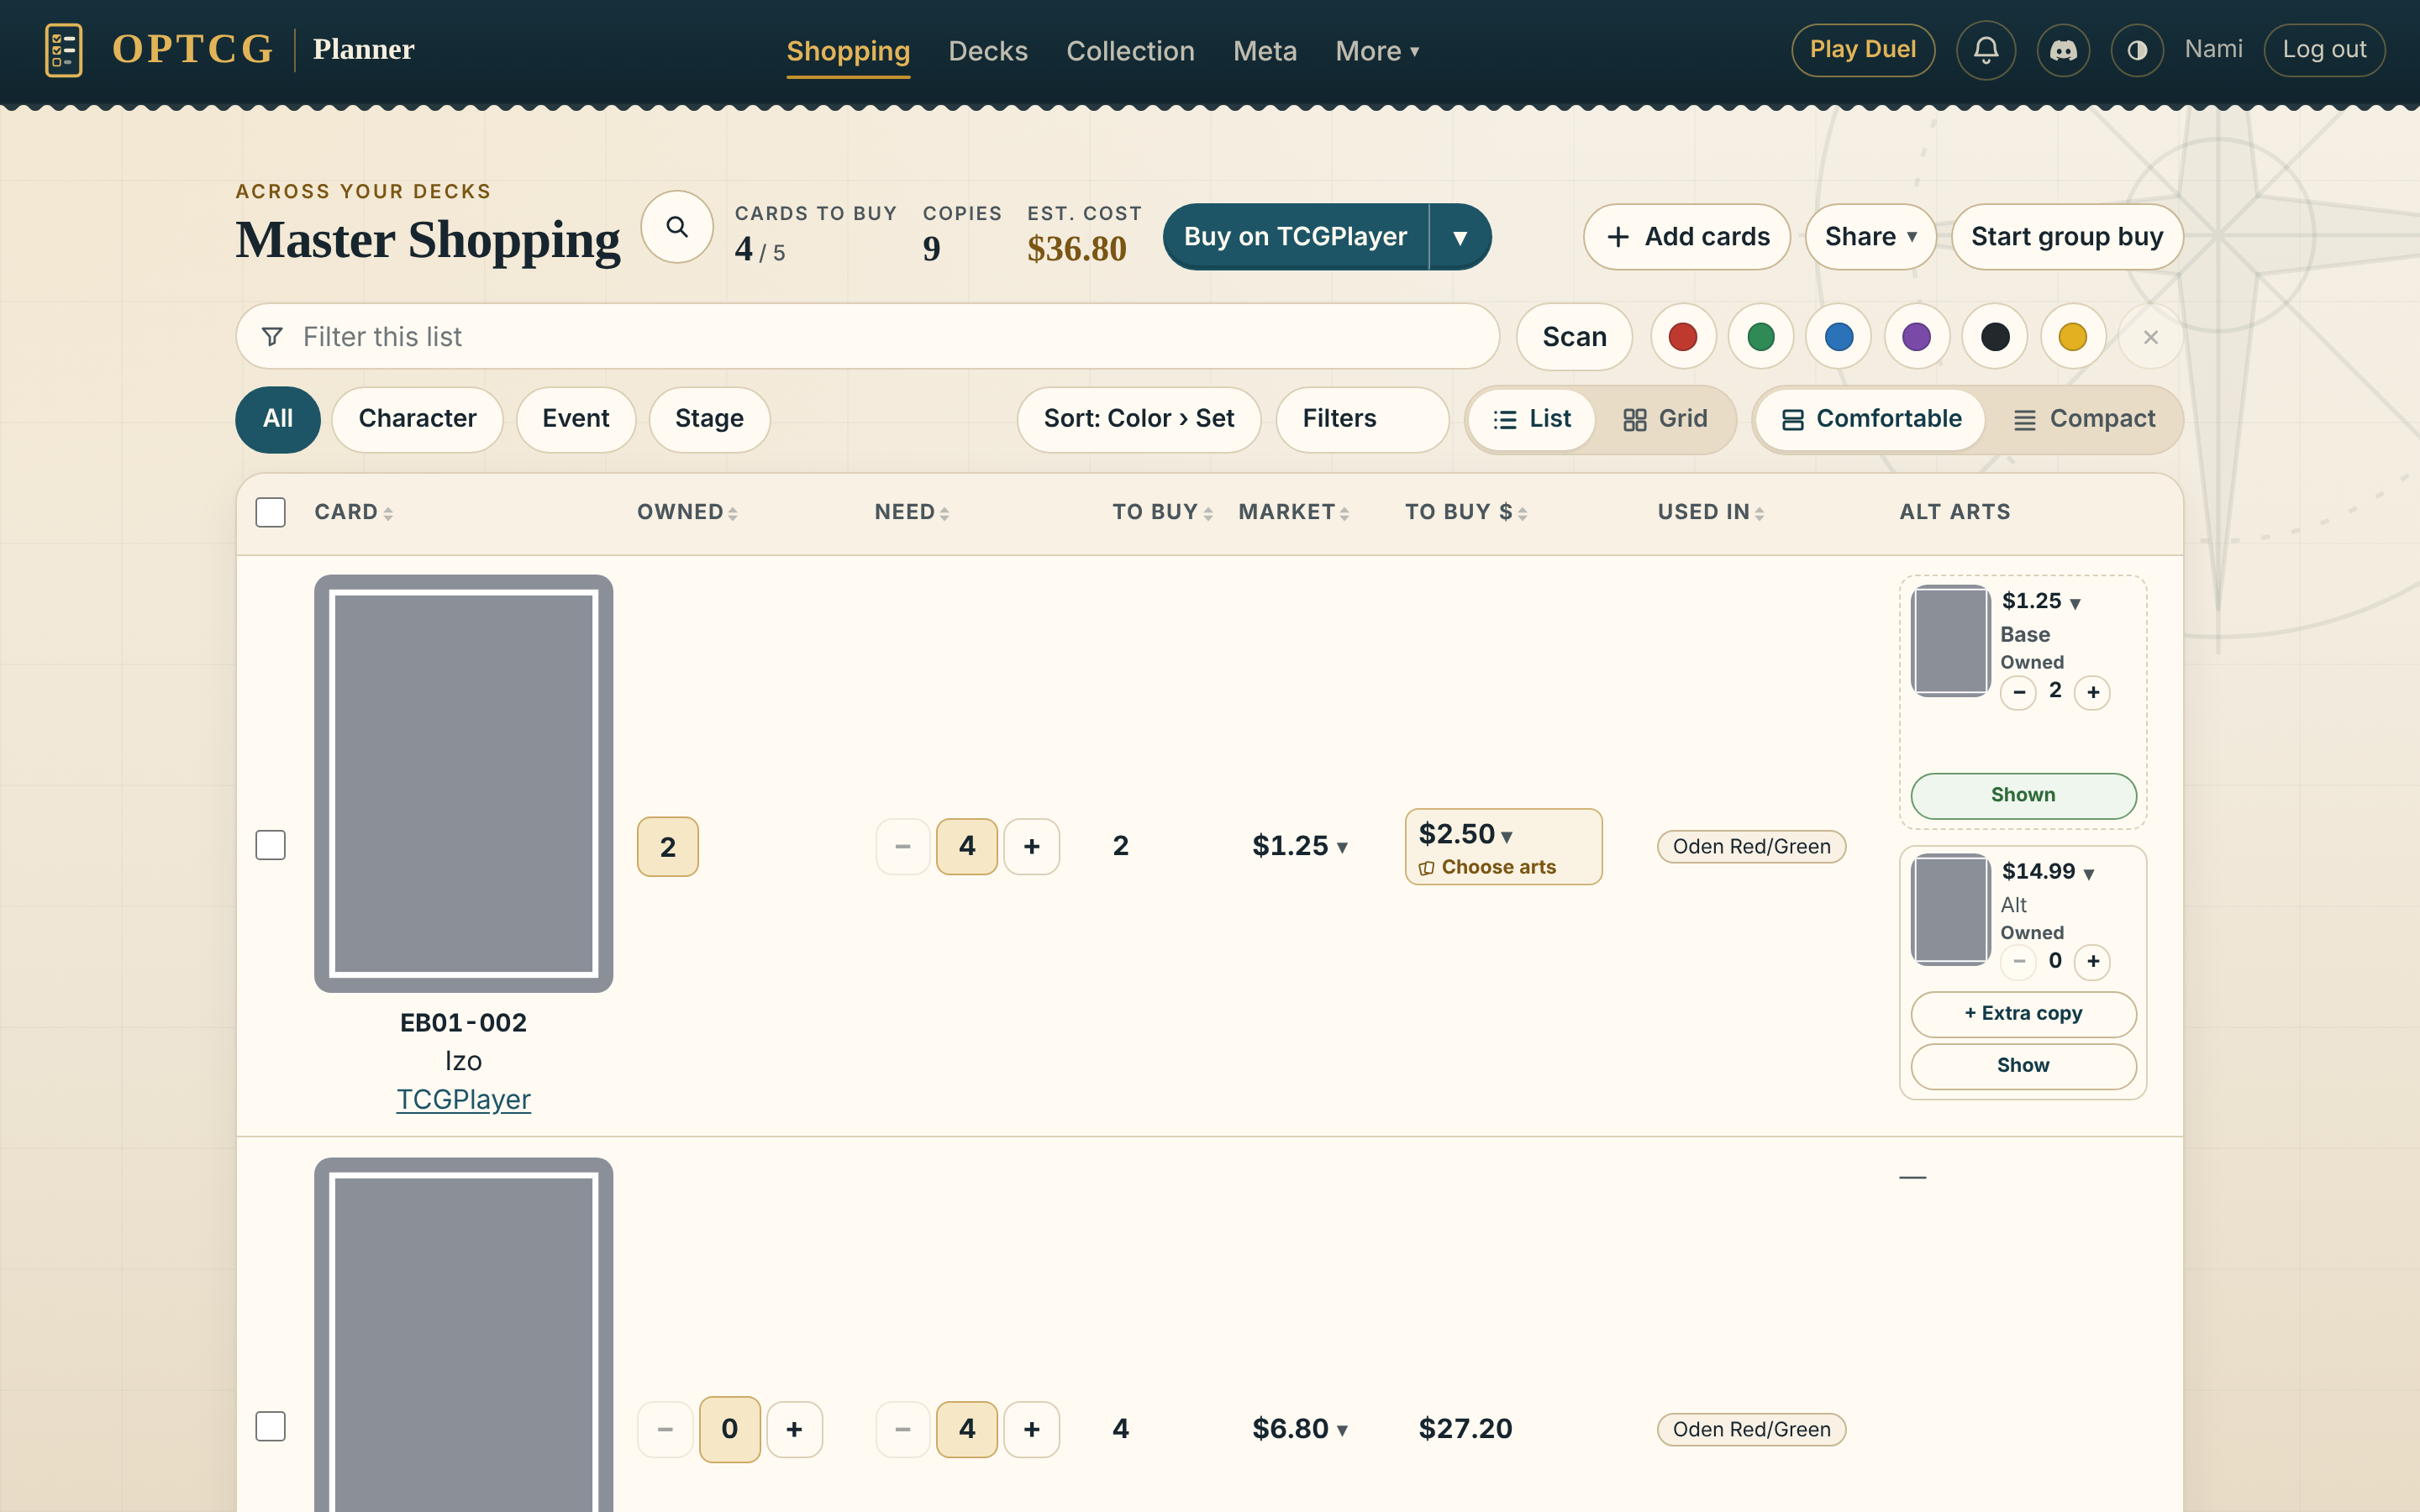 OPTCG Planner
Shopping Decks Collection Meta More ▾
Play Duel Nami Log out
ACROSS YOUR DECKS
Master Shopping
CARDS TO BUY COPIES EST. COST
4 / 5 9 $36.80
Buy on TCGPlayer ▼
+ Add cards Share ▾ Start group buy
Filter this list Scan ×
All Character Event Stage Sort: Color › Set Filters List Grid Comfortable Compact
CARD OWNED NEED TO BUY MARKET TO BUY $ USED IN ALT ARTS
2 − 4 + 2 $1.25 ▾ $2.50 ▾ Oden Red/Green
Choose arts
EB01-002
Izo
TCGPlayer
$1.25 ▾
Base
Owned
− 2 +
Shown
$14.99 ▾
Alt
Owned
− 0 +
+ Extra copy
Show
— 
− 0 + − 4 + 4 $6.80 ▾ $27.20 Oden Red/Green